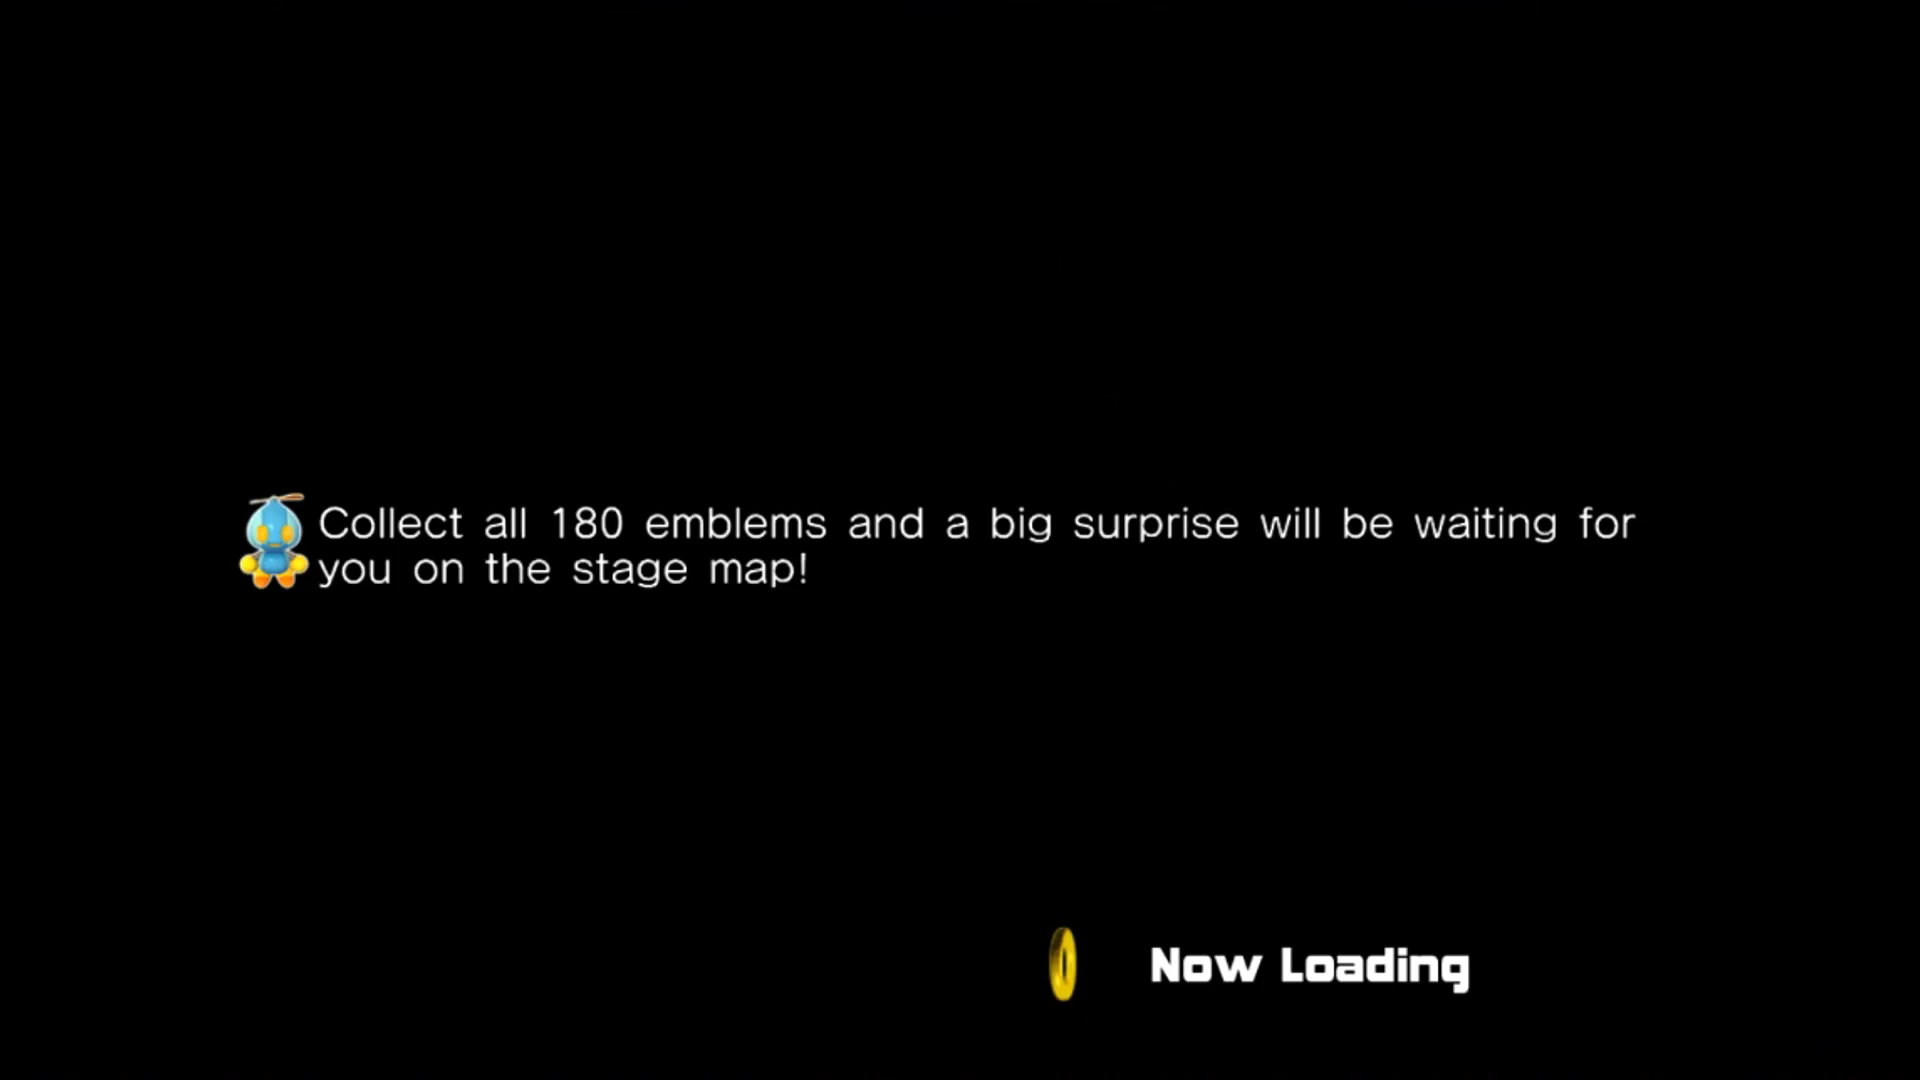 Collect all 180 emblems and a big surprise will be waiting for
you on the stage map!
Now Loading